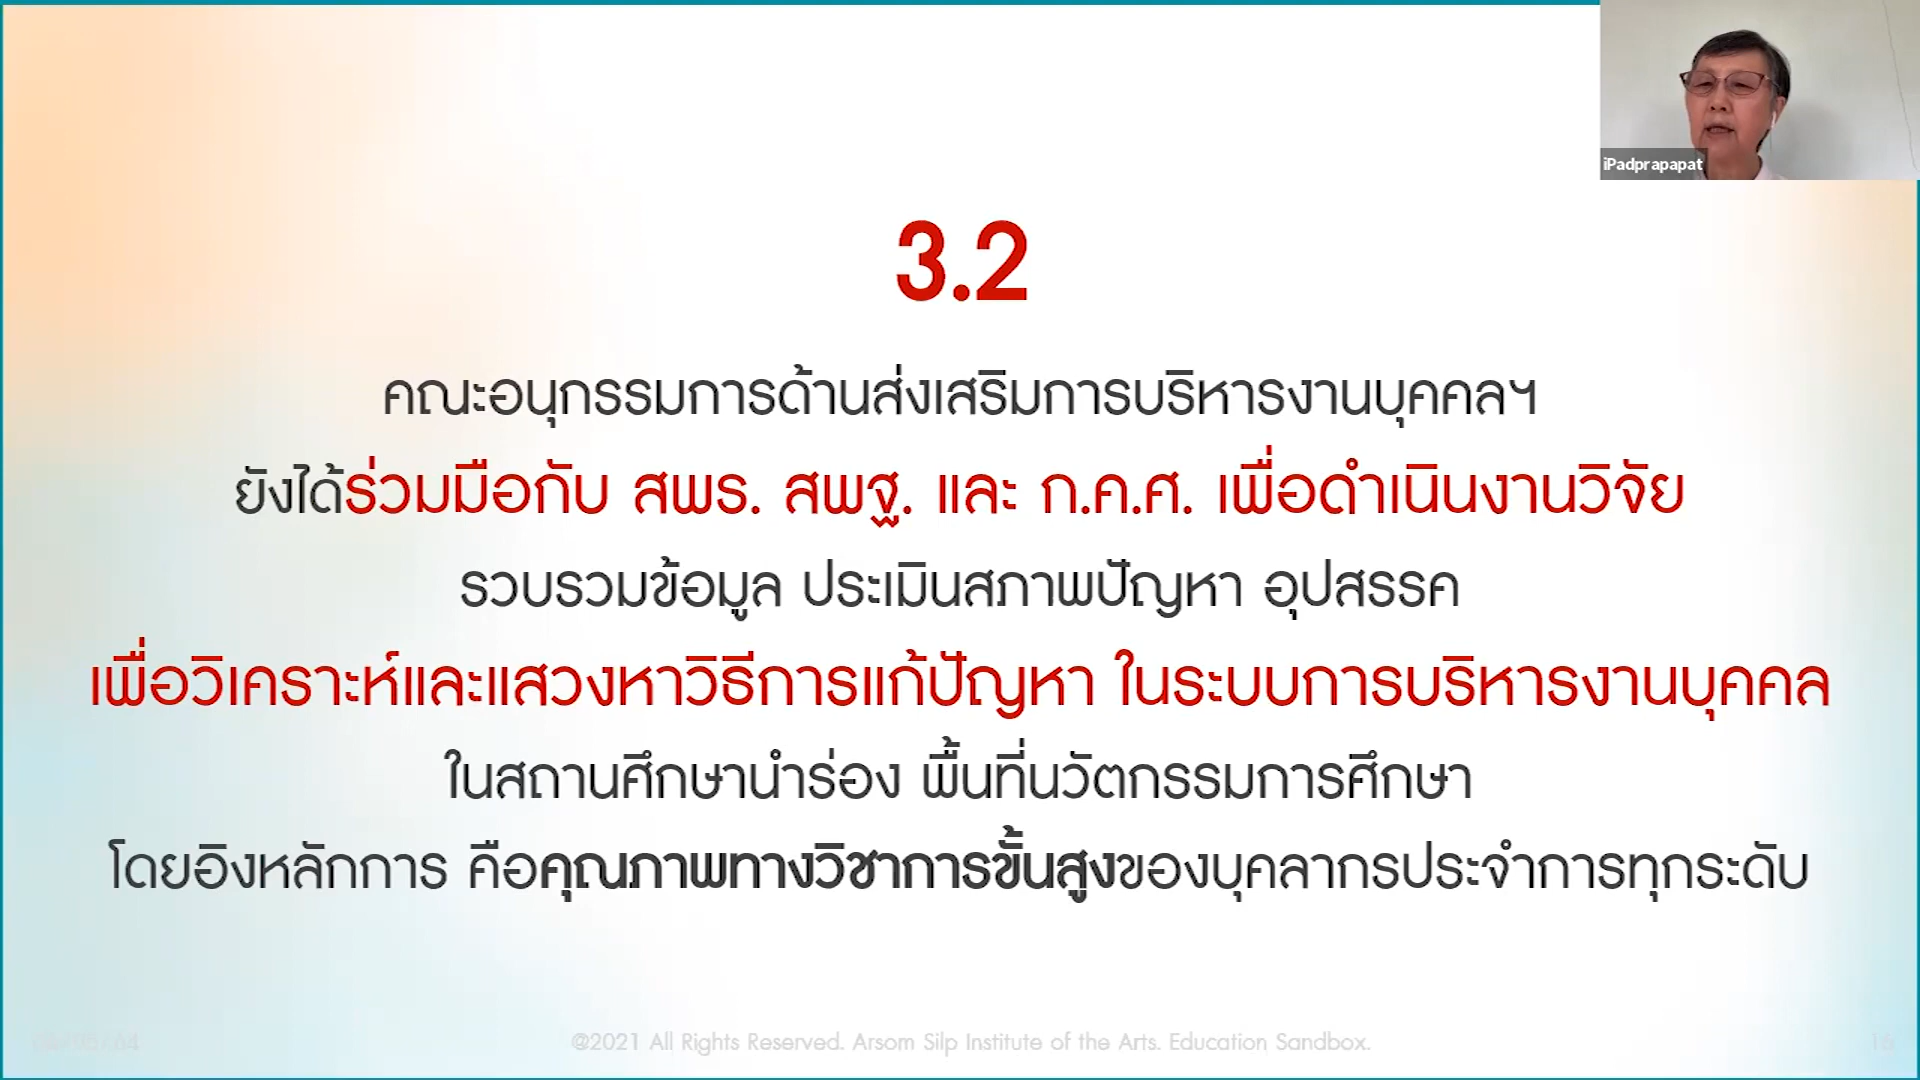 iPadprapapat
3.2
คณะอนุกรรมการด้านส่งเสริมการบริหารงานบุคคลฯ
ยังได้ร่วมมือกับ สพร. สพฐ. และ ก.ค.ศ. เพื่อดำเนินงานวิจัย
รวบรวมข้อมูล ประเมินสภาพปัญหา อุปสรรค
เพื่อวิเคราะห์และแสวงหาวิธีการแก้ปัญหา ในระบบการบริหารงานบุคคล
ในสถานศึกษานำร่อง พื้นที่นวัตกรรมการศึกษา
โดยอิงหลักการ คือคุณภาพทางวิชาการขั้นสูงของบุคลากรประจำการทุกระดับ
@2021 All Rights Reserved. Arsom Silp Institute of the Arts. Education Sandbox.